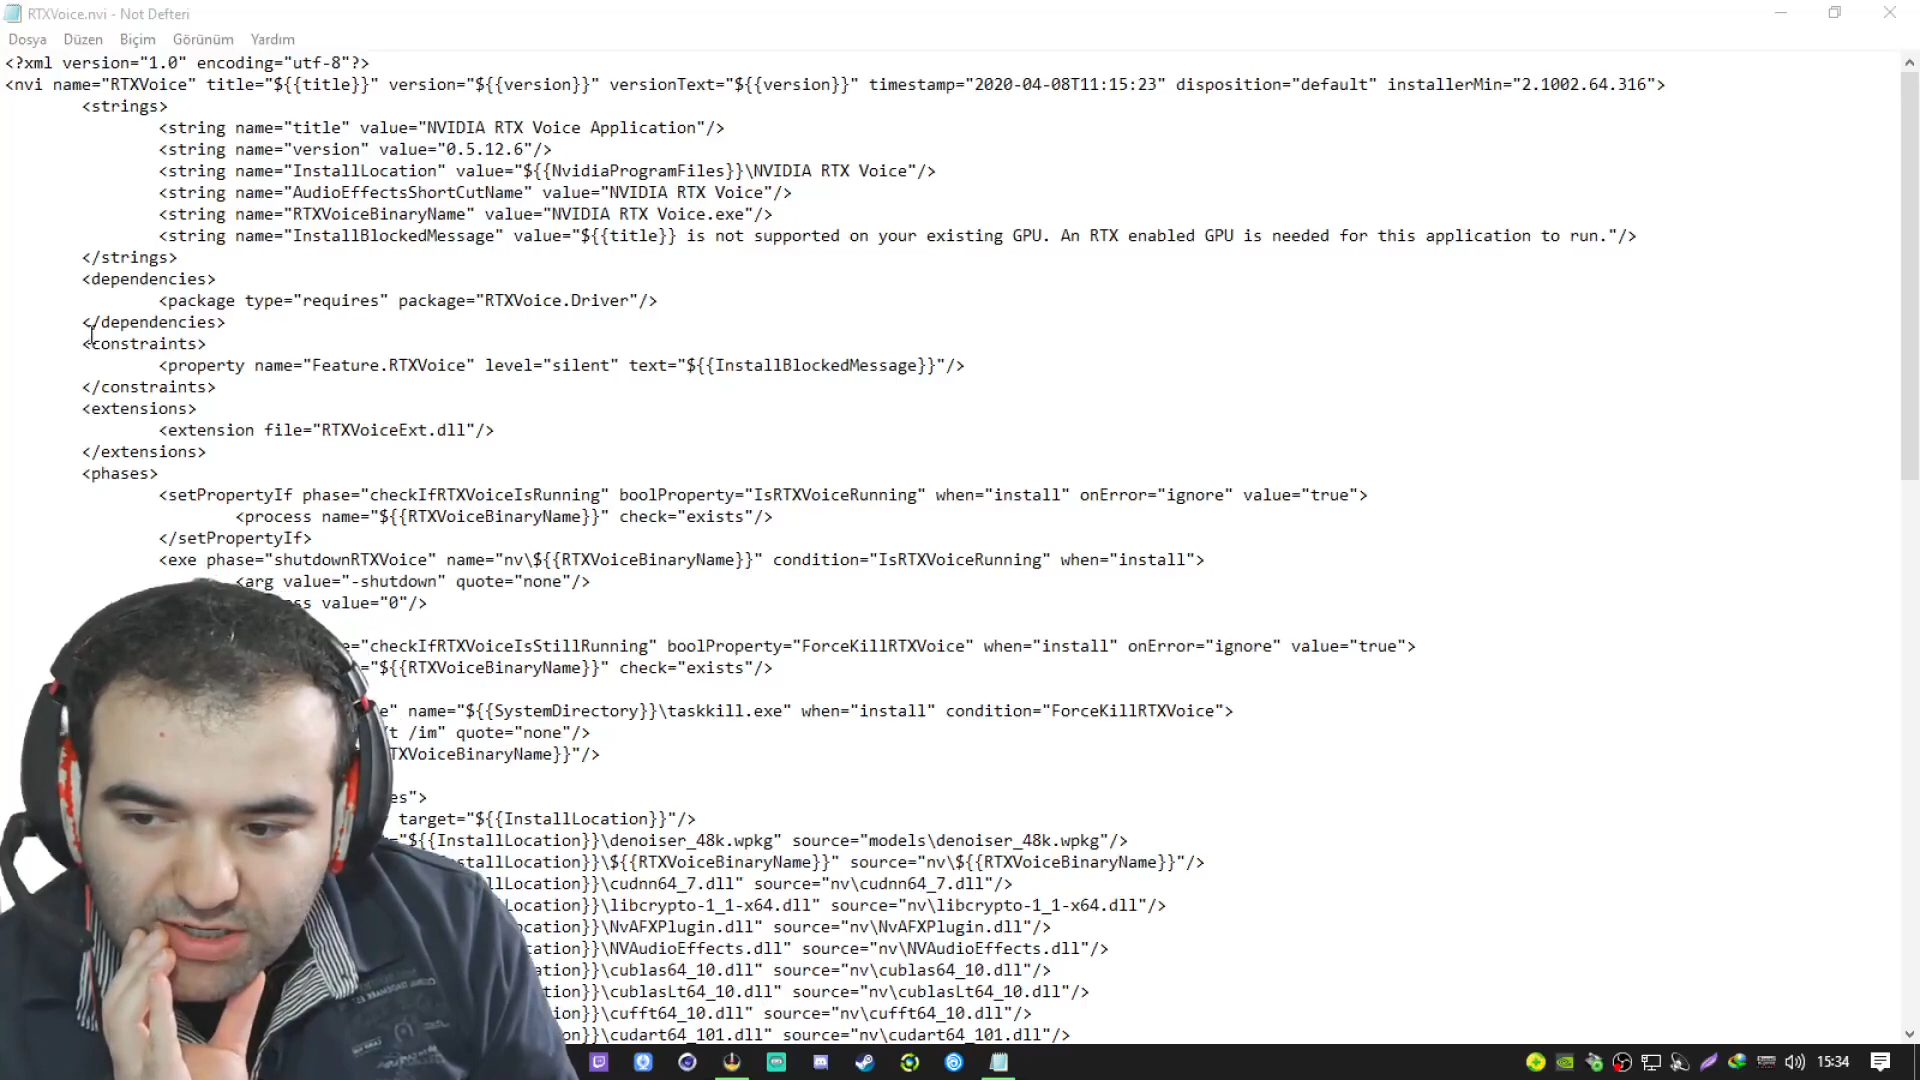 RTXVoice.nvi - Not Defteri
Dosya Düzen Biçim Görünüm Yardım
<?xml version="1.0" encoding="utf-8"?>
<nvi name="RTXVoice" title="${{title}}" version="${{version}}" versionText="${{version}}" timestamp="2020-04-08T11:15:23" disposition="default" installerMin="2.1002.64.316">
<strings>
<string name="title" value="NVIDIA RTX Voice Application"/>
<string name="version" value="0.5.12.6"/>
<string name="InstallLocation" value="${{NvidiaProgramFiles}}\NVIDIA RTX Voice"/>
<string name="AudioEffectsShortCutName" value="NVIDIA RTX Voice"/>
<string name="RTXVoiceBinaryName" value="NVIDIA RTX Voice.exe"/>
<string name="InstallBlockedMessage" value="${{title}} is not supported on your existing GPU. An RTX enabled GPU is needed for this application to run."/>
</strings>
<dependencies>
<package type="requires" package="RTXVoice.Driver"/>
</dependencies>
<constraints>
<property name="Feature.RTXVoice" level="silent" text="${{InstallBlockedMessage}}"/>
</constraints>
<extensions>
<extension file="RTXVoiceExt.dll"/>
</extensions>
<phases>
<setPropertyIf phase="checkIfRTXVoiceIsRunning" boolProperty="IsRTXVoiceRunning" when="install" onError="ignore" value="true">
<process name="${{RTXVoiceBinaryName}}" check="exists"/>
</setPropertyIf>
<exe phase="shutdownRTXVoice" name="nv\${{RTXVoiceBinaryName}}" condition="IsRTXVoiceRunning" when="install">
<arg value="-shutdown" quote="none"/>
ss value="0"/>
="checkIfRTXVoiceIsStillRunning" boolProperty="ForceKillRTXVoice" when="install" onError="ignore" value="true">
="${{RTXVoiceBinaryName}}" check="exists"/>
e" name="${{SystemDirectory}}\taskkill.exe" when="install" condition="ForceKillRTXVoice">
/t /im" quote="none"/>
TXVoiceBinaryName}}"/>
es">
target="${{InstallLocation}}"/>
="${{InstallLocation}}\denoiser_48k.wpkg" source="models\denoiser_48k.wpkg"/>
stallLocation}}\${{RTXVoiceBinaryName}}" source="nv\${{RTXVoiceBinaryName}}"/>
llLocation}}\cudnn64_7.dll" source="nv\cudnn64_7.dll"/>
ocation}}\libcrypto-1_1-x64.dll" source="nv\libcrypto-1_1-x64.dll"/>
ocation}}\NvAFXPlugin.dll" source="nv\NvAFXPlugin.dll"/>
cation}}\NVAudioEffects.dll" source="nv\NVAudioEffects.dll"/>
ation}}\cublas64_10.dll" source="nv\cublas64_10.dll"/>
tion}}\cublasLt64_10.dll" source="nv\cublasLt64_10.dll"/>
ion}}\cufft64_10.dll" source="nv\cufft64_10.dll"/>
ion}}\cudart64_101.dll" source="nv\cudart64_101.dll"/>
15:34